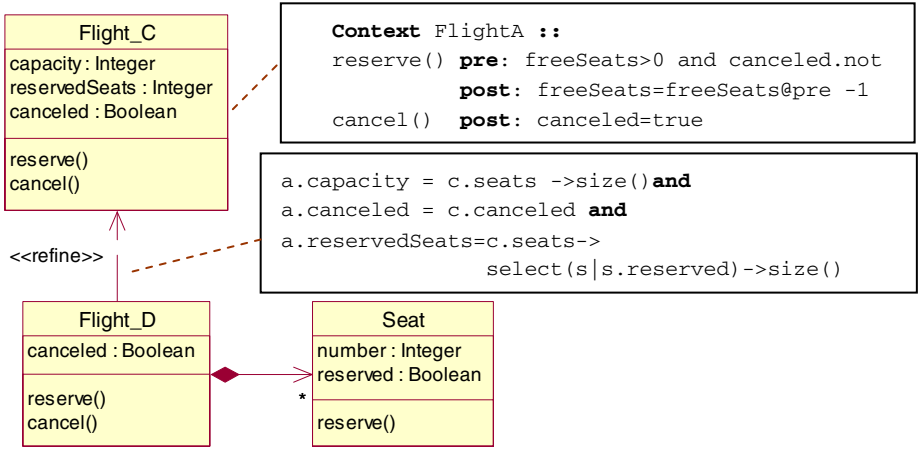 Flight_C
capacity : Integer
reservedSeats : Integer
canceled : Boolean
reserve()
cancel()
Context FlightA ::
reserve() pre: freeSeats>0 and canceled.not
post: freeSeats=freeSeats@pre -1
cancel() post: canceled=true
a.capacity = c.seats ->size()and
a.canceled = c.canceled and
a.reservedSeats=c.seats->
select(s|s.reserved)->size()
<<refine>>
Flight_D
canceled : Boolean
reserve()
cancel()
*
Seat
number : Integer
reserved : Boolean
reserve()